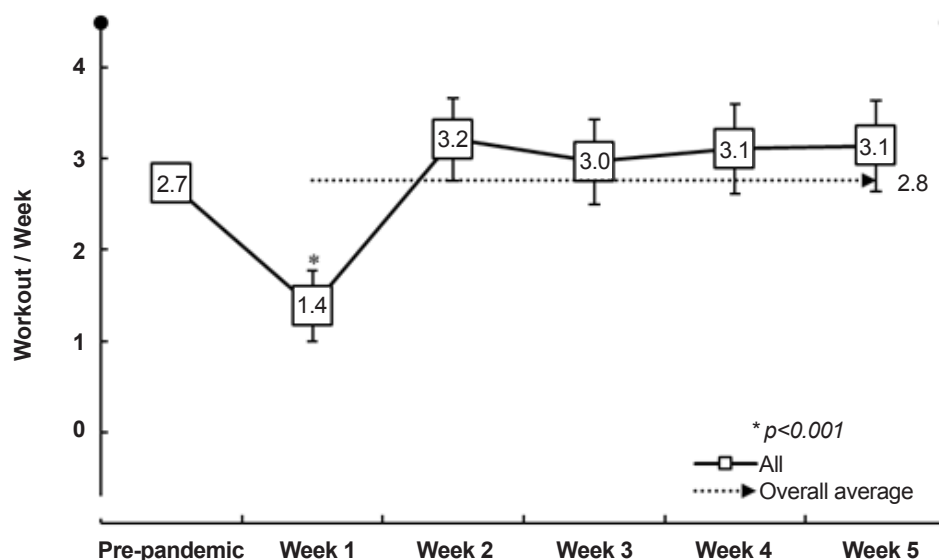 Workout / Week
4
3
2
1
0
2.7
*
1.4
3.2
3.0
3.1
3.1
2.8
* p<0.001
All
Overall average
Pre-pandemic Week 1 Week 2 Week 3 Week 4 Week 5